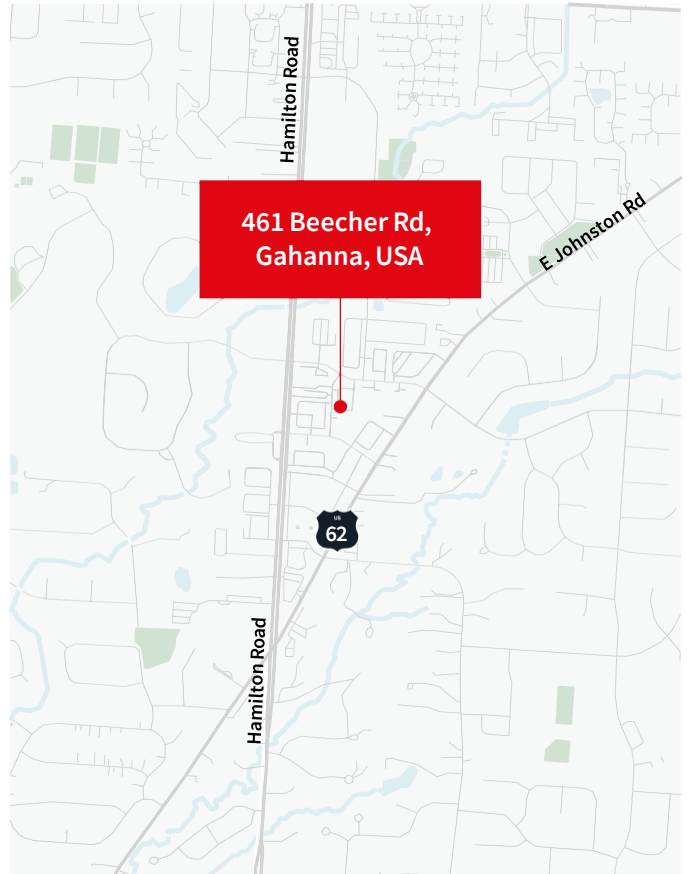 Hamilton Road
461 Beecher Rd,
Gahanna, USA
E Johnston Rd
US
62
Hamilton Road